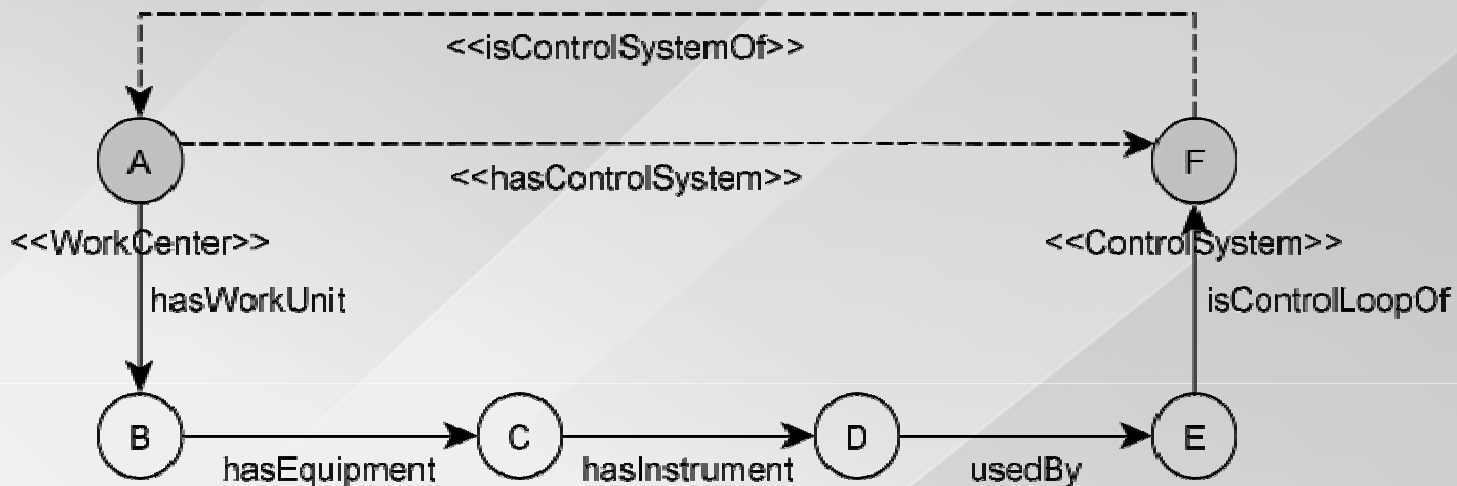 <<isControlSystemOf>>
A
F
<<hasControlSystem>>
<<WorkCenter>>
<<ControlSystem>>
hasWorkUnit
isControlLoopOf
B
C
D
E
hasEquipment
hasInstrument
usedBy